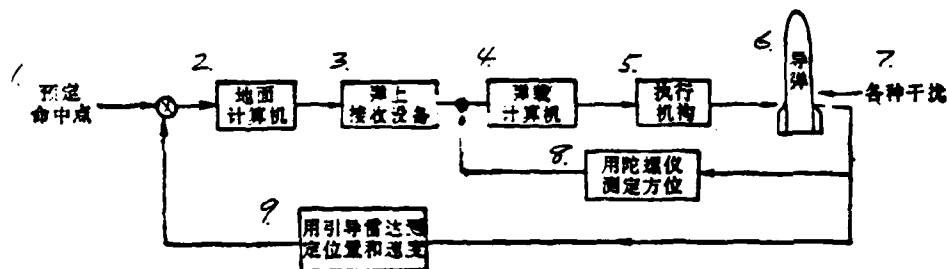 1.
预定
命中点
2.
地面
计算机
3.
弹上
接收设备
4.
弹载
计算机
5.
执行
机构
6.
导
弹
7.
各种干扰
8.
用陀螺仪
测定方位
9.
用引导雷达测
定位置和速度